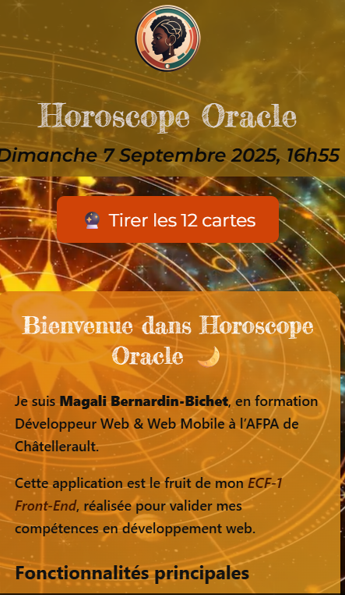 Horoscope Oracle
Dimanche 7 Septembre 2025, 16h55
🔮 Tirer les 12 cartes
Bienvenue dans Horoscope
Oracle 🌙
Je suis Magali Bernardin-Bichet, en formation
Développeur Web & Web Mobile à l'AFPA de
Châtellerault.
Cette application est le fruit de mon ECF-1
Front-End, réalisée pour valider mes
compétences en développement web.
Fonctionnalités principales